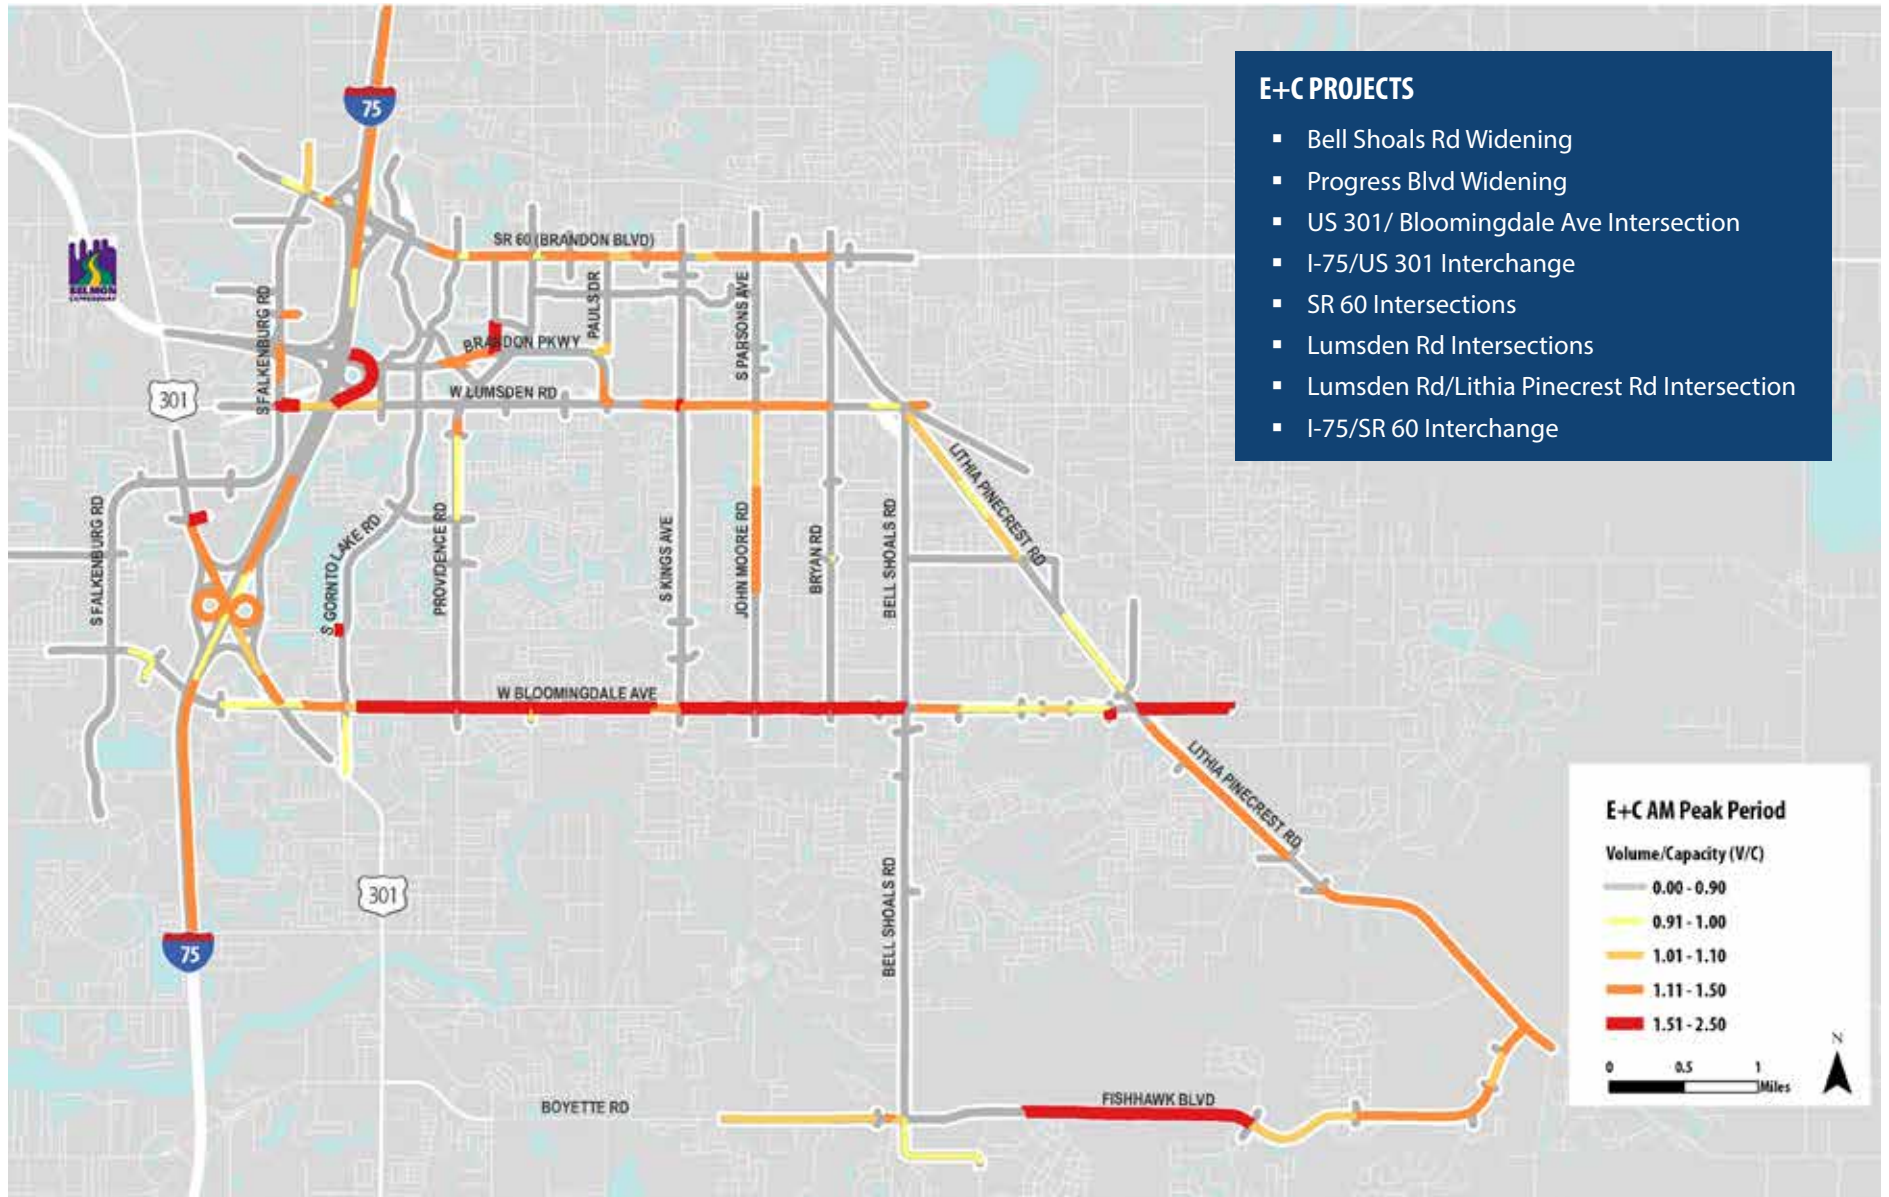 75
E+C PROJECTS
▪ Bell Shoals Rd Widening
▪ Progress Blvd Widening
▪ US 301/ Bloomingdale Ave Intersection
▪ I-75/US 301 Interchange
▪ SR 60 Intersections
▪ Lumsden Rd Intersections
▪ Lumsden Rd/Lithia Pinecrest Rd Intersection
▪ I-75/SR 60 Interchange
SR 60 (BRANDON BLVD)
S FALKENBURG RD
PAULS DR
S PARSONS AVE
BRANDON PKWY
W LUMSDEN RD
301
LITHIA PINECREST RD
S FALKENBURG RD
S GORNTO LAKE RD
PROVIDENCE RD
S KINGS AVE
JOHN MOORE RD
BRYAN RD
BELL SHOALS RD
W BLOOMINGDALE AVE
LITHIA PINECREST RD
301
75
BELL SHOALS RD
BOYETTE RD
FISHHAWK BLVD
E+C AM Peak Period
Volume/Capacity (V/C)
0.00 - 0.90
0.91 - 1.00
1.01 - 1.10
1.11 - 1.50
1.51 - 2.50
0 0.5 1
Miles
N